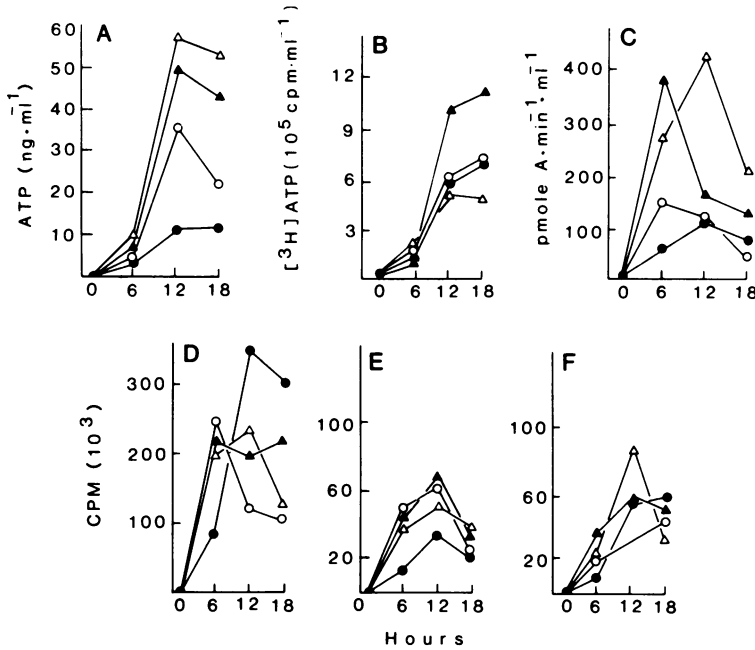 A
ATP (ng·ml⁻¹)
60
50
40
30
20
10
0 6 12 18
B
[³H]ATP (10⁵ cpm·ml⁻¹)
12
9
6
3
0 6 12 18
C
pmole A·min⁻¹·ml⁻¹
400
300
200
100
0 6 12 18
D
CPM (10³)
300
200
100
0 6 12 18
E
100
60
20
0 6 12 18
F
100
60
20
0 6 12 18
Hours